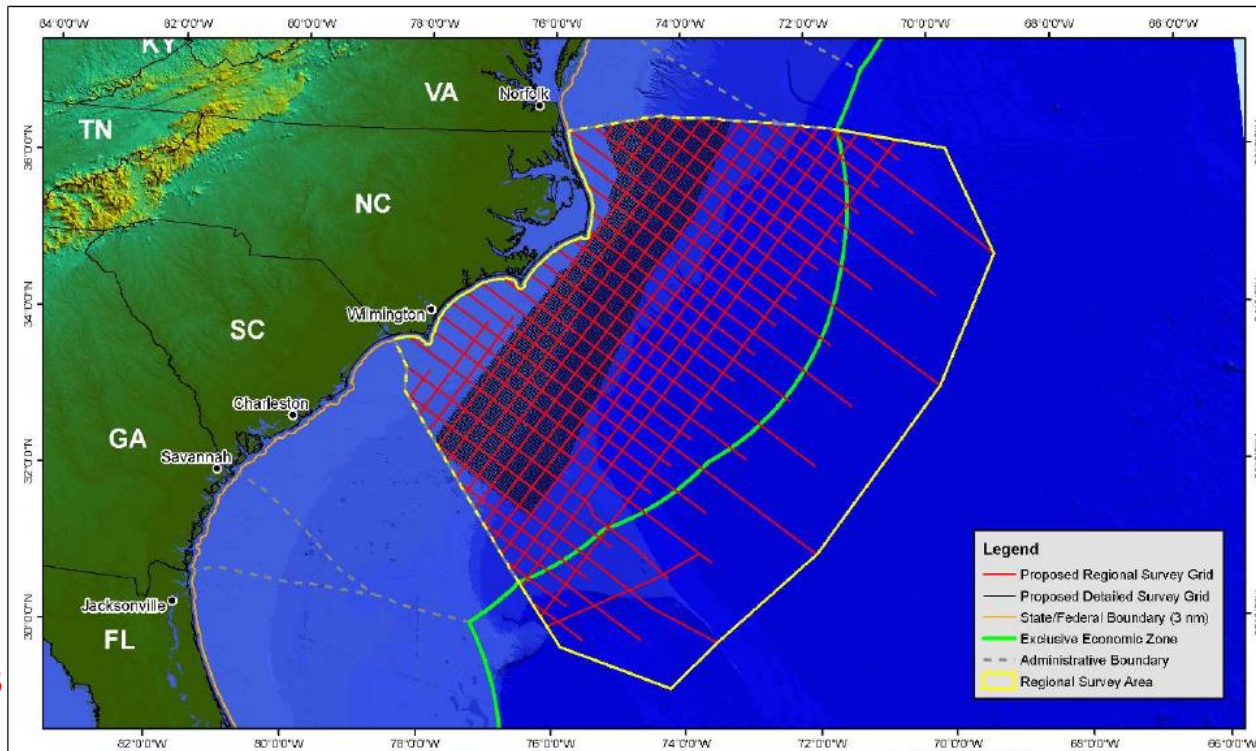 84°0'0"W 82°0'0"W 80°0'0"W 78°0'0"W 76°0'0"W 74°0'0"W 72°0'0"W 70°0'0"W 68°0'0"W 66°0'0"W
KY
VA
Norfolk
TN
36°0'0"N
NC
34°0'0"N
Wilmington
SC
Charleston
GA
Savannah
32°0'0"N
Jacksonville
30°0'0"N
FL
Legend
Proposed Regional Survey Grid
Proposed Detailed Survey Grid
State/Federal Boundary (3 nm)
Exclusive Economic Zone
Administrative Boundary
Regional Survey Area
82°0'0"W 80°0'0"W 78°0'0"W 76°0'0"W 74°0'0"W 72°0'0"W 70°0'0"W 68°0'0"W 66°0'0"W